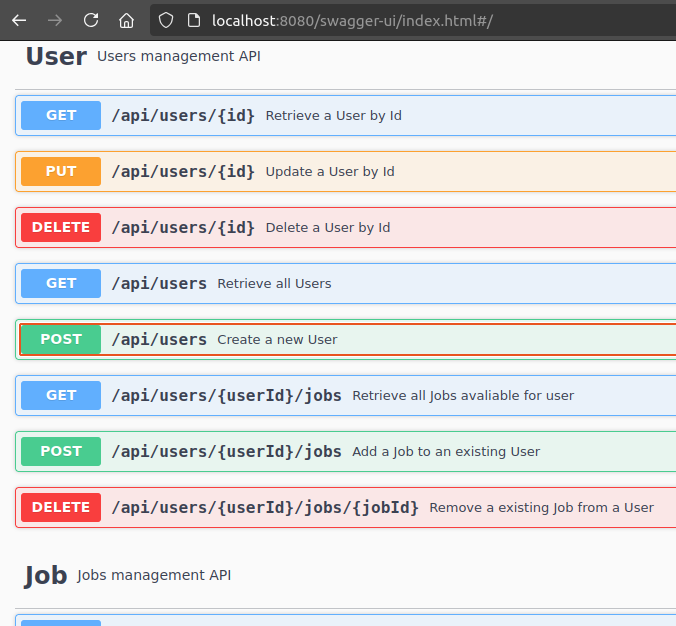 localhost:8080/swagger-ui/index.html#/
User Users management API
GET /api/users/{id} Retrieve a User by Id
PUT /api/users/{id} Update a User by Id
DELETE /api/users/{id} Delete a User by Id
GET /api/users Retrieve all Users
POST /api/users Create a new User
GET /api/users/{userId}/jobs Retrieve all Jobs avaliable for user
POST /api/users/{userId}/jobs Add a Job to an existing User
DELETE /api/users/{userId}/jobs/{jobId} Remove a existing Job from a User
Job Jobs management API